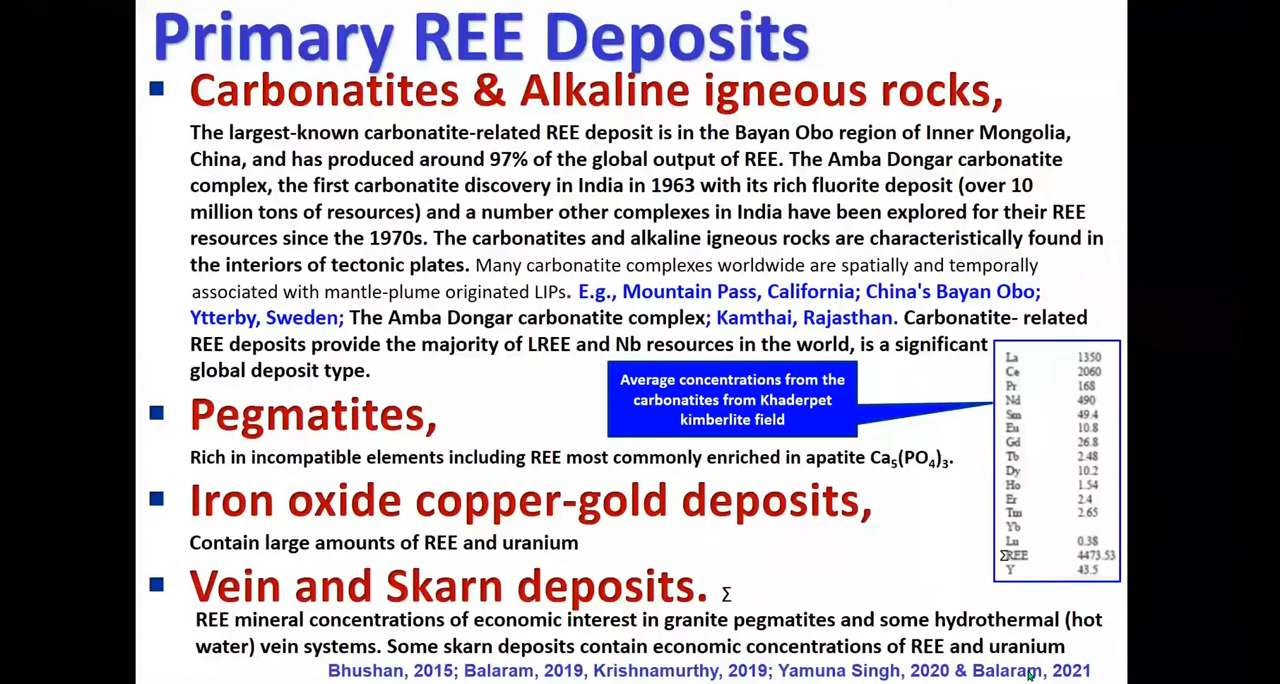 Primary REE Deposits
▪ Carbonatites & Alkaline igneous rocks,
The largest-known carbonatite-related REE deposit is in the Bayan Obo region of Inner Mongolia,
China, and has produced around 97% of the global output of REE. The Amba Dongar carbonatite
complex, the first carbonatite discovery in India in 1963 with its rich fluorite deposit (over 10
million tons of resources) and a number other complexes in India have been explored for their REE
resources since the 1970s. The carbonatites and alkaline igneous rocks are characteristically found in
the interiors of tectonic plates. Many carbonatite complexes worldwide are spatially and temporally
associated with mantle-plume originated LIPs. E.g., Mountain Pass, California; China's Bayan Obo;
Ytterby, Sweden; The Amba Dongar carbonatite complex; Kamthai, Rajasthan. Carbonatite- related
REE deposits provide the majority of LREE and Nb resources in the world, is a significant
global deposit type.
Average concentrations from the
carbonatites from Khaderpet
kimberlite field
La 1350
Ce 2060
Pr 168
Nd 490
Sm 49.4
Eu 10.8
Gd 26.8
Tb 2.48
Dy 10.2
Ho 1.54
Er 2.4
Tm 2.65
Yb
Lu 0.38
ΣREE 4473.53
Y 43.5
▪ Pegmatites,
Rich in incompatible elements including REE most commonly enriched in apatite Ca₅(PO₄)₃.
▪ Iron oxide copper-gold deposits,
Contain large amounts of REE and uranium
▪ Vein and Skarn deposits. Σ
REE mineral concentrations of economic interest in granite pegmatites and some hydrothermal (hot
water) vein systems. Some skarn deposits contain economic concentrations of REE and uranium
Bhushan, 2015; Balaram, 2019, Krishnamurthy, 2019; Yamuna Singh, 2020 & Balaram, 2021